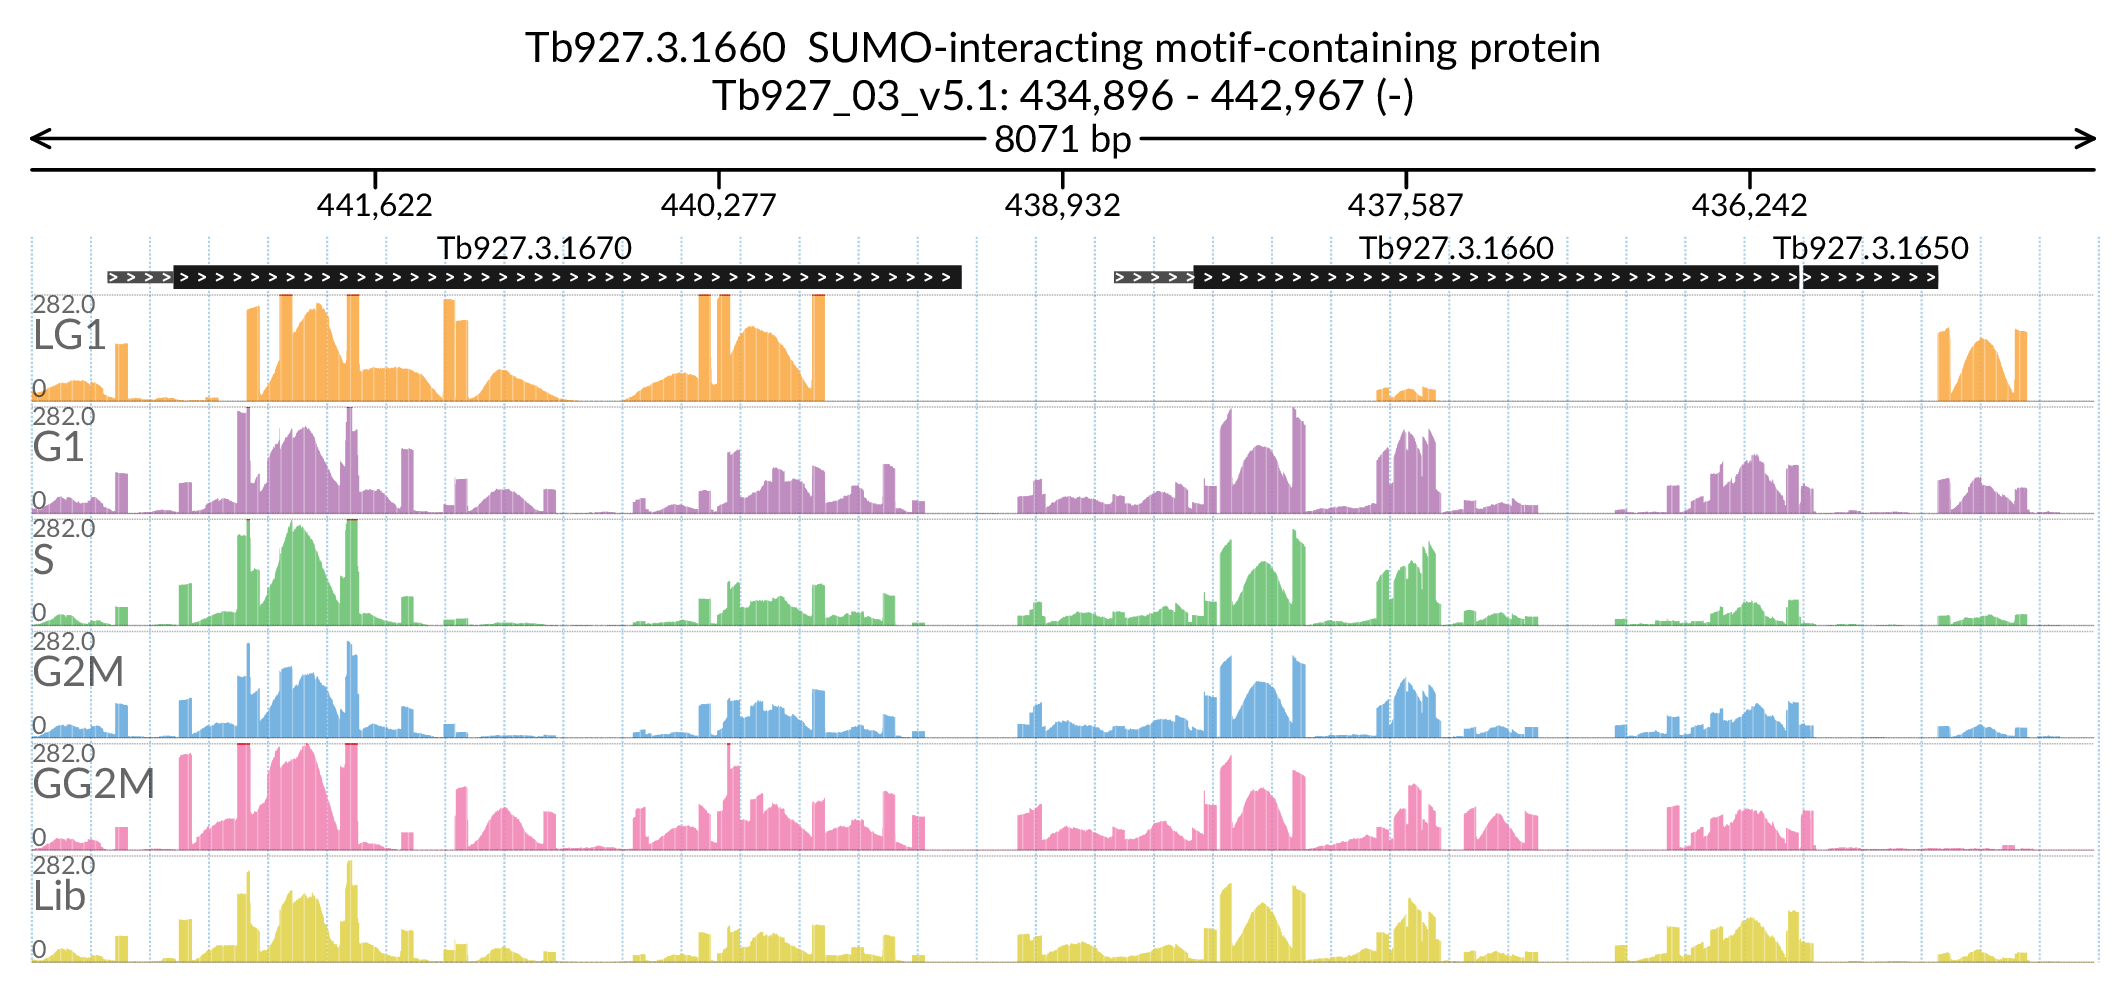 Tb927.3.1660  SUMO-interacting motif-containing protein
Tb927_03_v5.1: 434,896 - 442,967 (-)
8071 bp
441,622 440,277 438,932 437,587 436,242
Tb927.3.1670 Tb927.3.1660 Tb927.3.1650
282.0
LG1
0
282.0
G1
0
282.0
S
0
282.0
G2M
0
282.0
GG2M
0
282.0
Lib
0